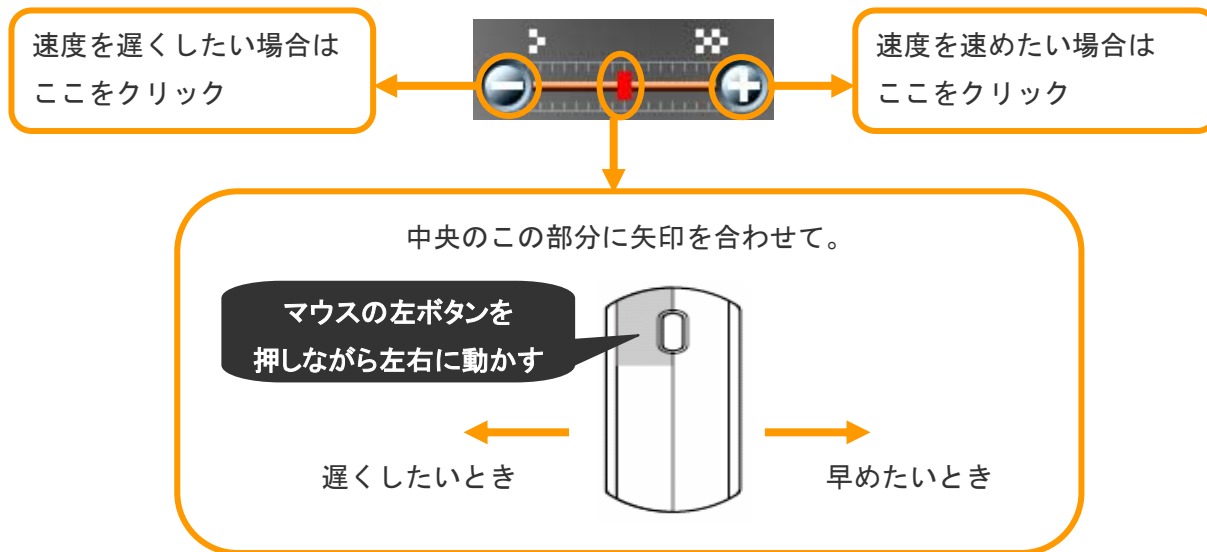 速度を遅くしたい場合は
ここをクリック
速度を速めたい場合は
ここをクリック
中央のこの部分に矢印を合わせて。
マウスの左ボタンを
押しながら左右に動かす
遅くしたいとき
早めたいとき